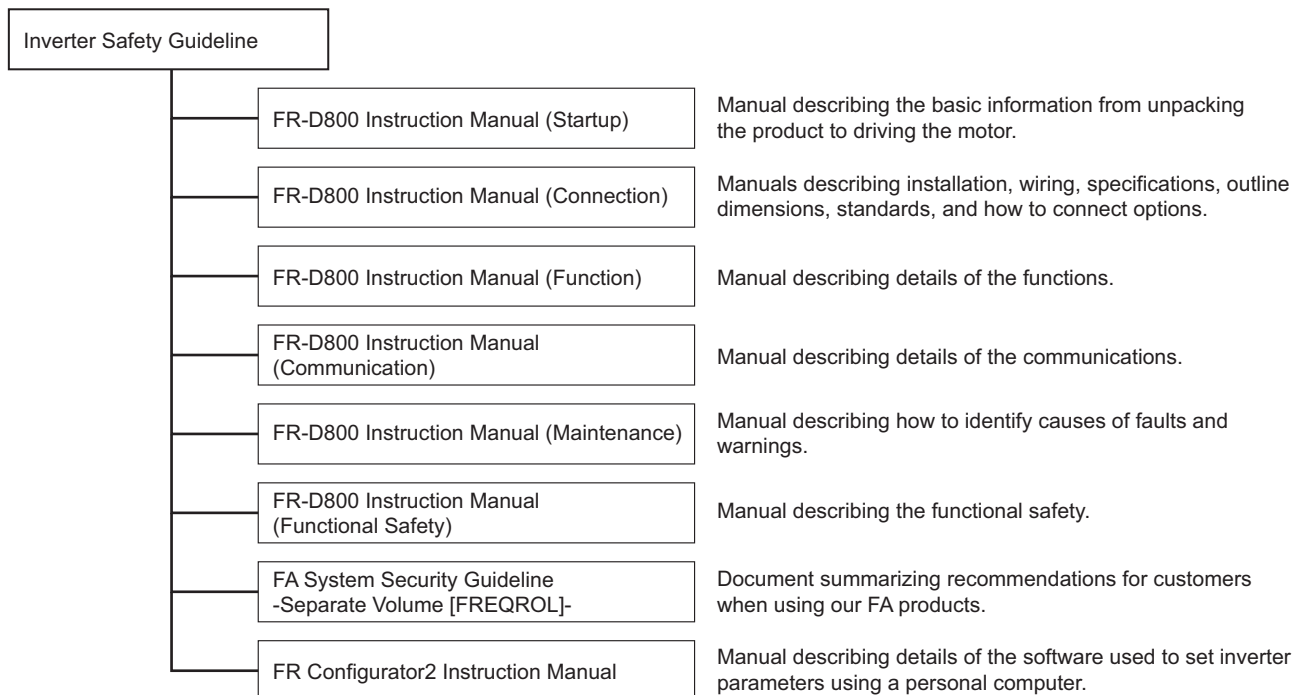 Inverter Safety Guideline
FR-D800 Instruction Manual (Startup)
Manual describing the basic information from unpacking
the product to driving the motor.
FR-D800 Instruction Manual (Connection)
Manuals describing installation, wiring, specifications, outline
dimensions, standards, and how to connect options.
FR-D800 Instruction Manual (Function)
Manual describing details of the functions.
FR-D800 Instruction Manual
(Communication)
Manual describing details of the communications.
FR-D800 Instruction Manual (Maintenance)
Manual describing how to identify causes of faults and
warnings.
FR-D800 Instruction Manual
(Functional Safety)
Manual describing the functional safety.
FA System Security Guideline
-Separate Volume [FREQROL]-
Document summarizing recommendations for customers
when using our FA products.
FR Configurator2 Instruction Manual
Manual describing details of the software used to set inverter
parameters using a personal computer.